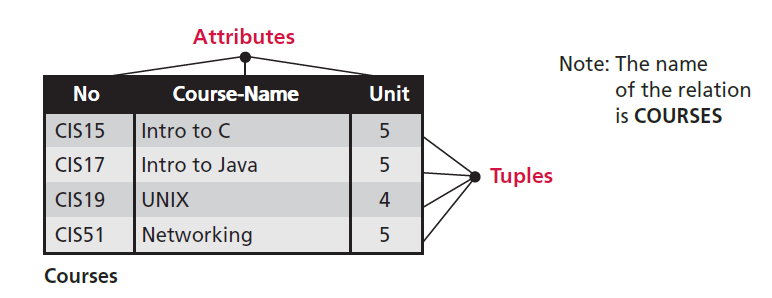 Attributes
No Course-Name Unit
CIS15 Intro to C 5
CIS17 Intro to Java 5
CIS19 UNIX 4
CIS51 Networking 5
Courses
Tuples
Note: The name
of the relation
is COURSES